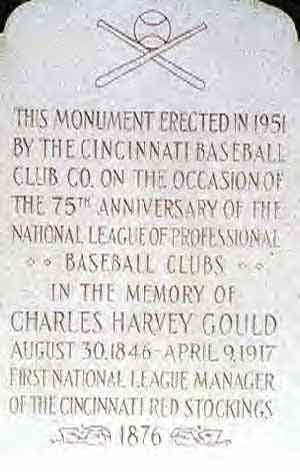 THIS MONUMENT ERECTED IN 1951
BY THE CINCINNATI BASEBALL
CLUB CO. ON THE OCCASION OF
THE 75TH ANNIVERSARY OF THE
NATIONAL LEAGUE OF PROFESSIONAL
BASEBALL CLUBS
IN THE MEMORY OF
CHARLES HARVEY GOULD
AUGUST 30, 1846 - APRIL 9, 1917
FIRST NATIONAL LEAGUE MANAGER
OF THE CINCINNATI RED STOCKINGS
1876